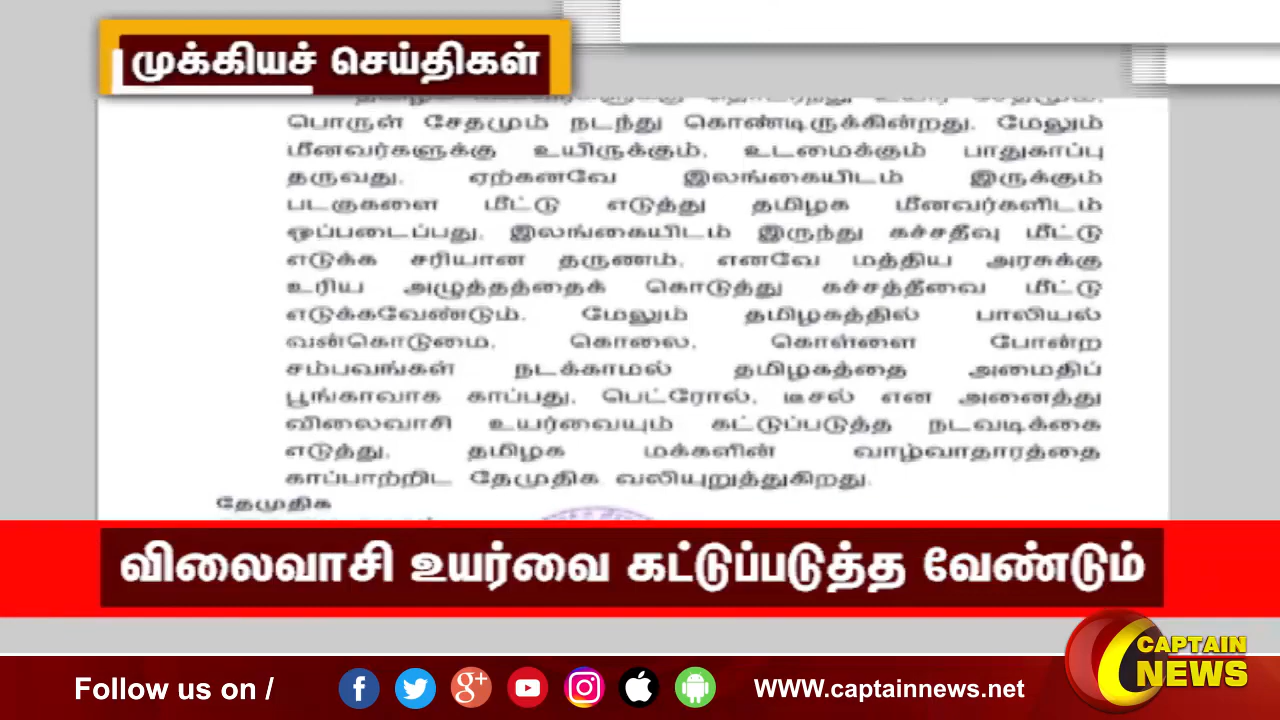 முக்கியச் செய்திகள்
பொருள் சேதமும் நடந்து கொண்டிருக்கின்றது. மேலும்
மீனவர்களுக்கு உயிருக்கும், உடமைக்கும் பாதுகாப்பு
தருவது, ஏற்கனவே இலங்கையிடம் இருக்கும்
படகுகளை மீட்டு எடுத்து தமிழக மீனவர்களிடம்
ஒப்படைப்பது, இலங்கையிடம் இருந்து கச்சதீவு மீட்டு
எடுக்க சரியான தருணம், எனவே மத்திய அரசுக்கு
உரிய அழுத்தத்தைக் கொடுத்து கச்சத்தீவை மீட்டு
எடுக்கவேண்டும். மேலும் தமிழகத்தில் பாலியல்
வன்கொடுமை, கொலை, கொள்ளை போன்ற
சம்பவங்கள் நடக்காமல் தமிழகத்தை அமைதிப்
பூங்காவாக காப்பது, பெட்ரோல், டீசல் என அனைத்து
விலைவாசி உயர்வையும் கட்டுப்படுத்த நடவடிக்கை
எடுத்து, தமிழக மக்களின் வாழ்வாதாரத்தை
காப்பாற்றிட தேமுதிக வலியுறுத்துகிறது.
தேமுதிக
விலைவாசி உயர்வை கட்டுப்படுத்த வேண்டும்
CAPTAIN
NEWS
Follow us on / WWW.captainnews.net